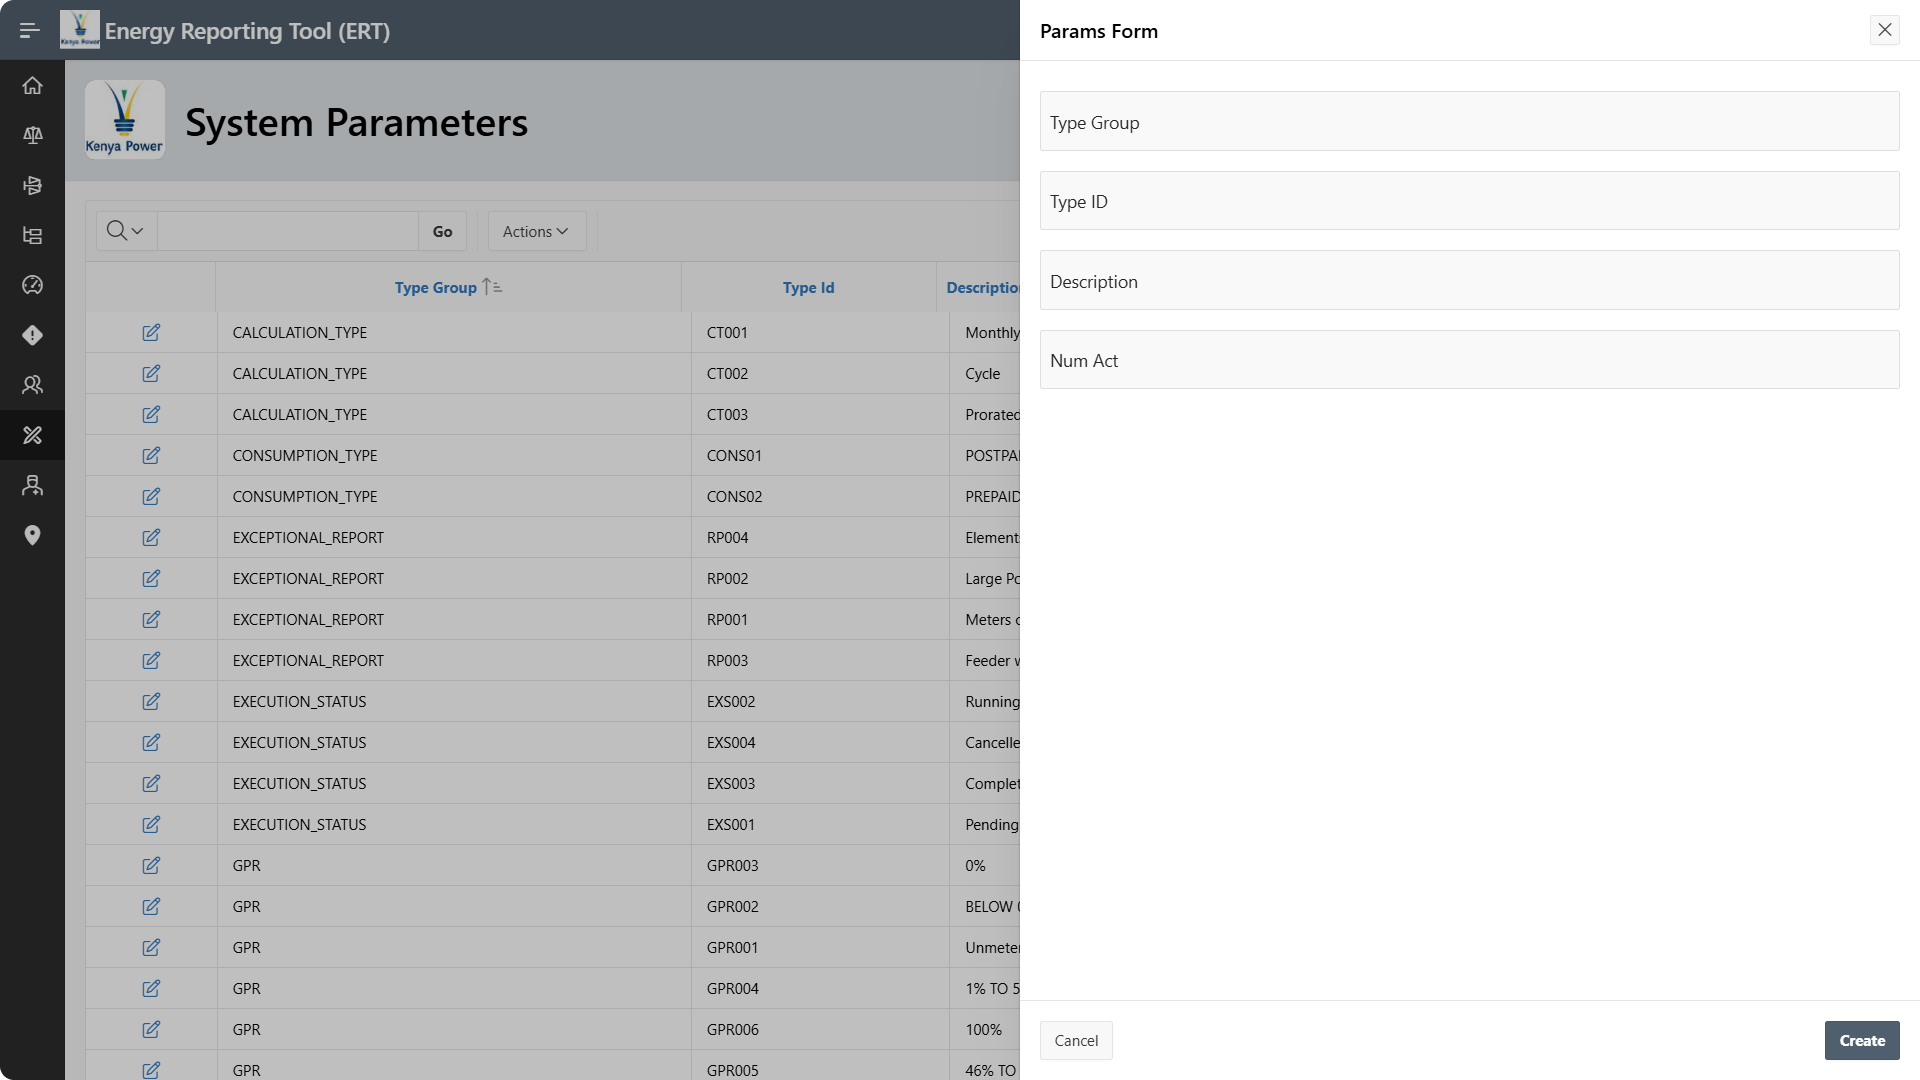 Kenya Power
Energy Reporting Tool (ERT)
Kenya Power
System Parameters
Go
Actions
Type Group
Type Id
Description
CALCULATION_TYPE CT001 Monthly
CALCULATION_TYPE CT002 Cycle
CALCULATION_TYPE CT003 Prorated
CONSUMPTION_TYPE CONS01 POSTPAI
CONSUMPTION_TYPE CONS02 PREPAID
EXCEPTIONAL_REPORT RP004 Element
EXCEPTIONAL_REPORT RP002 Large Po
EXCEPTIONAL_REPORT RP001 Meters
EXCEPTIONAL_REPORT RP003 Feeder
EXECUTION_STATUS EXS002 Running
EXECUTION_STATUS EXS004 Cancelle
EXECUTION_STATUS EXS003 Complet
EXECUTION_STATUS EXS001 Pending
GPR GPR003 0%
GPR GPR002 BELOW
GPR GPR001 Unmete
GPR GPR004 1% TO 5
GPR GPR006 100%
GPR GPR005 46% TO
Params Form
Type Group
Type ID
Description
Num Act
Cancel
Create